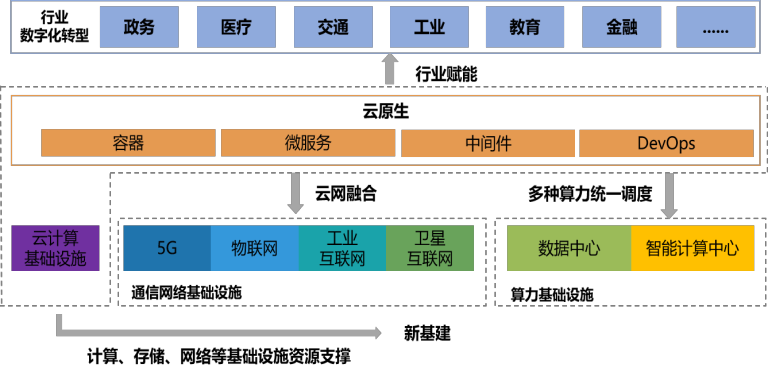 行业
数字化转型
政务
医疗
交通
工业
教育
金融
......
行业赋能
云原生
容器
微服务
中间件
DevOps
云网融合
多种算力统一调度
云计算
基础设施
5G
物联网
工业
互联网
卫星
互联网
通信网络基础设施
数据中心
智能计算中心
算力基础设施
新基建
计算、存储、网络等基础设施资源支撑